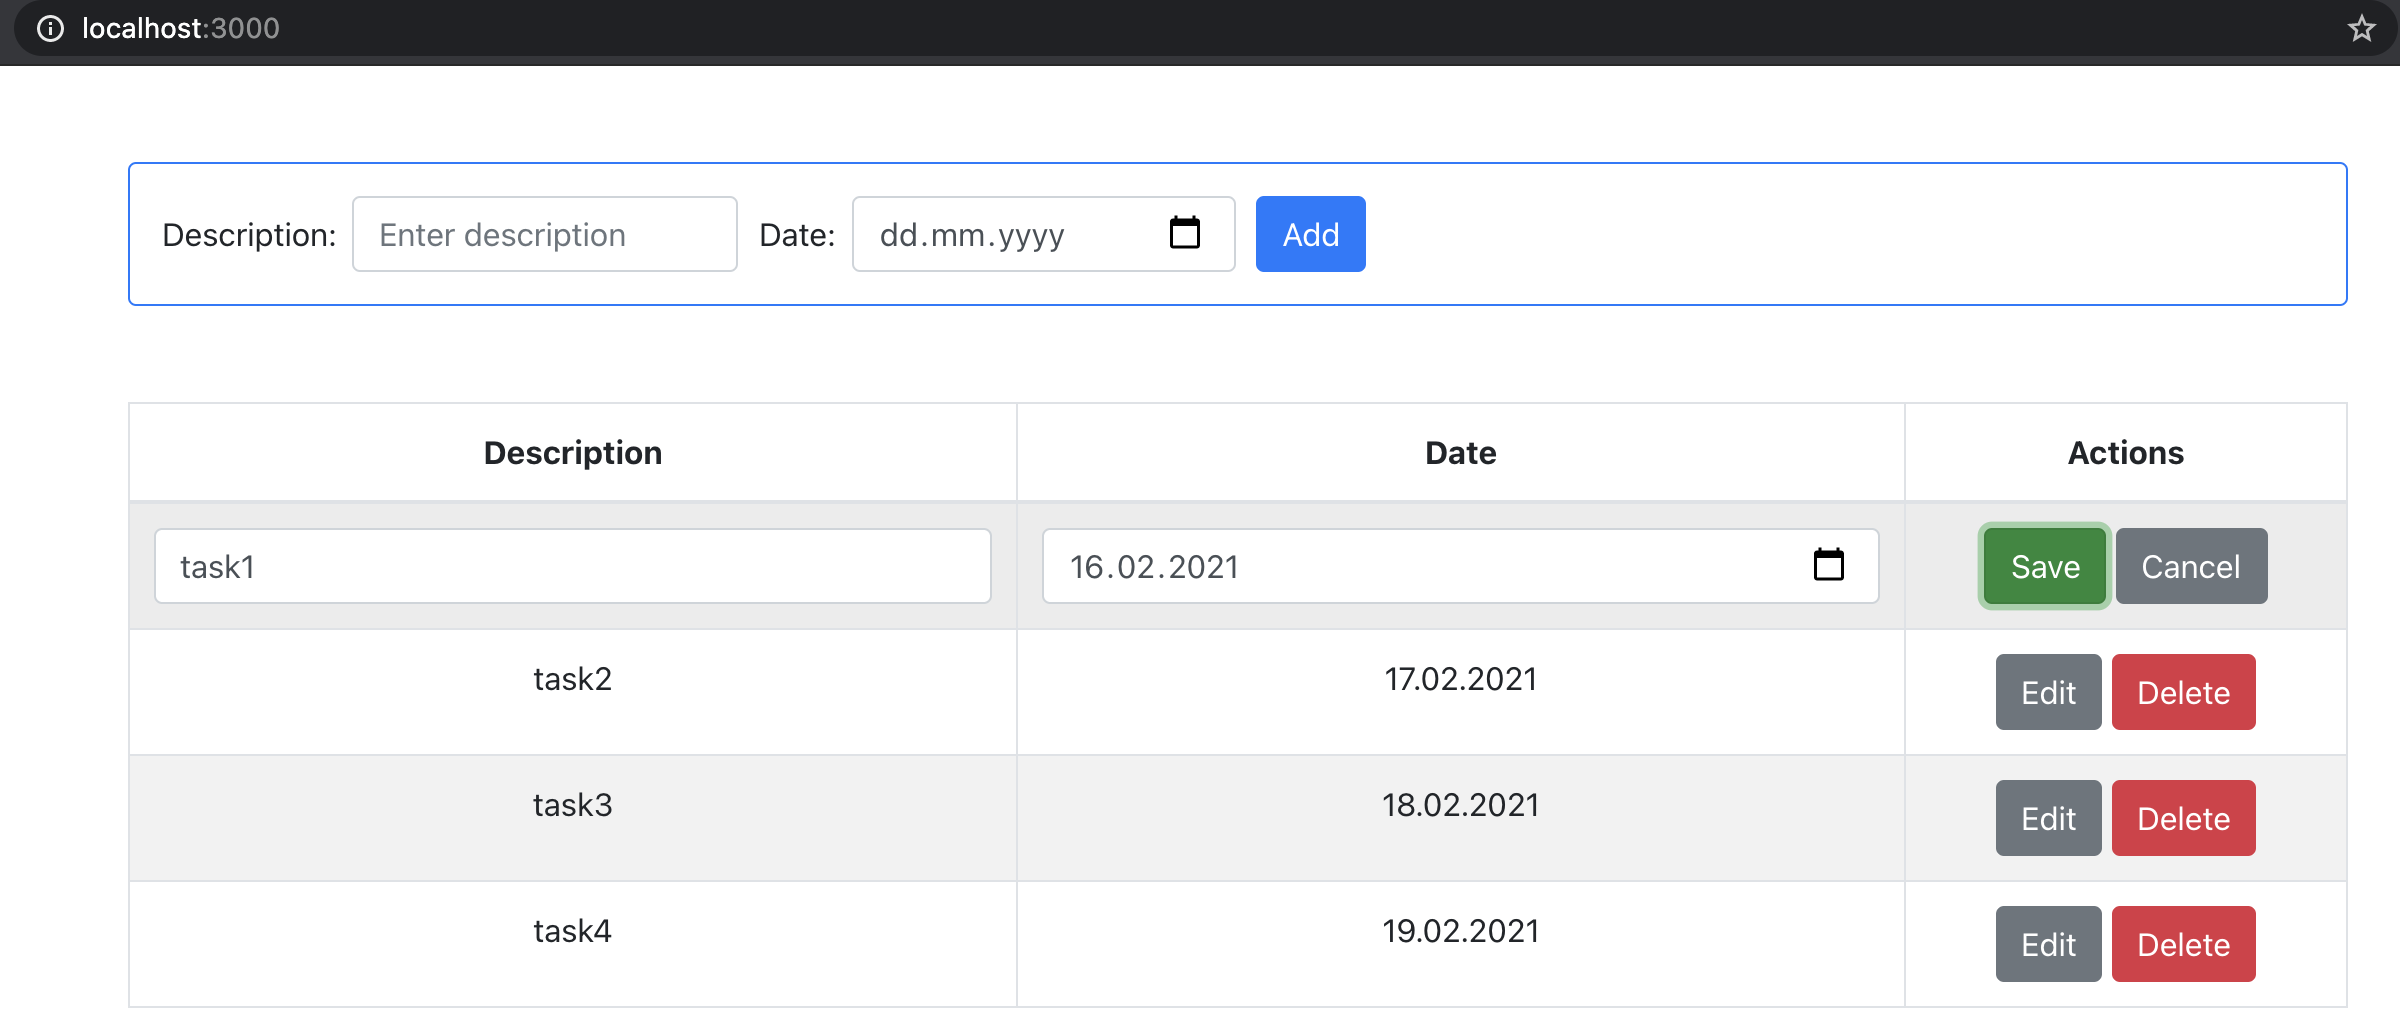 localhost:3000
Description: Enter description Date: dd.mm.yyyy Add
Description Date Actions
task1 16.02.2021 Save Cancel
task2 17.02.2021 Edit Delete
task3 18.02.2021 Edit Delete
task4 19.02.2021 Edit Delete